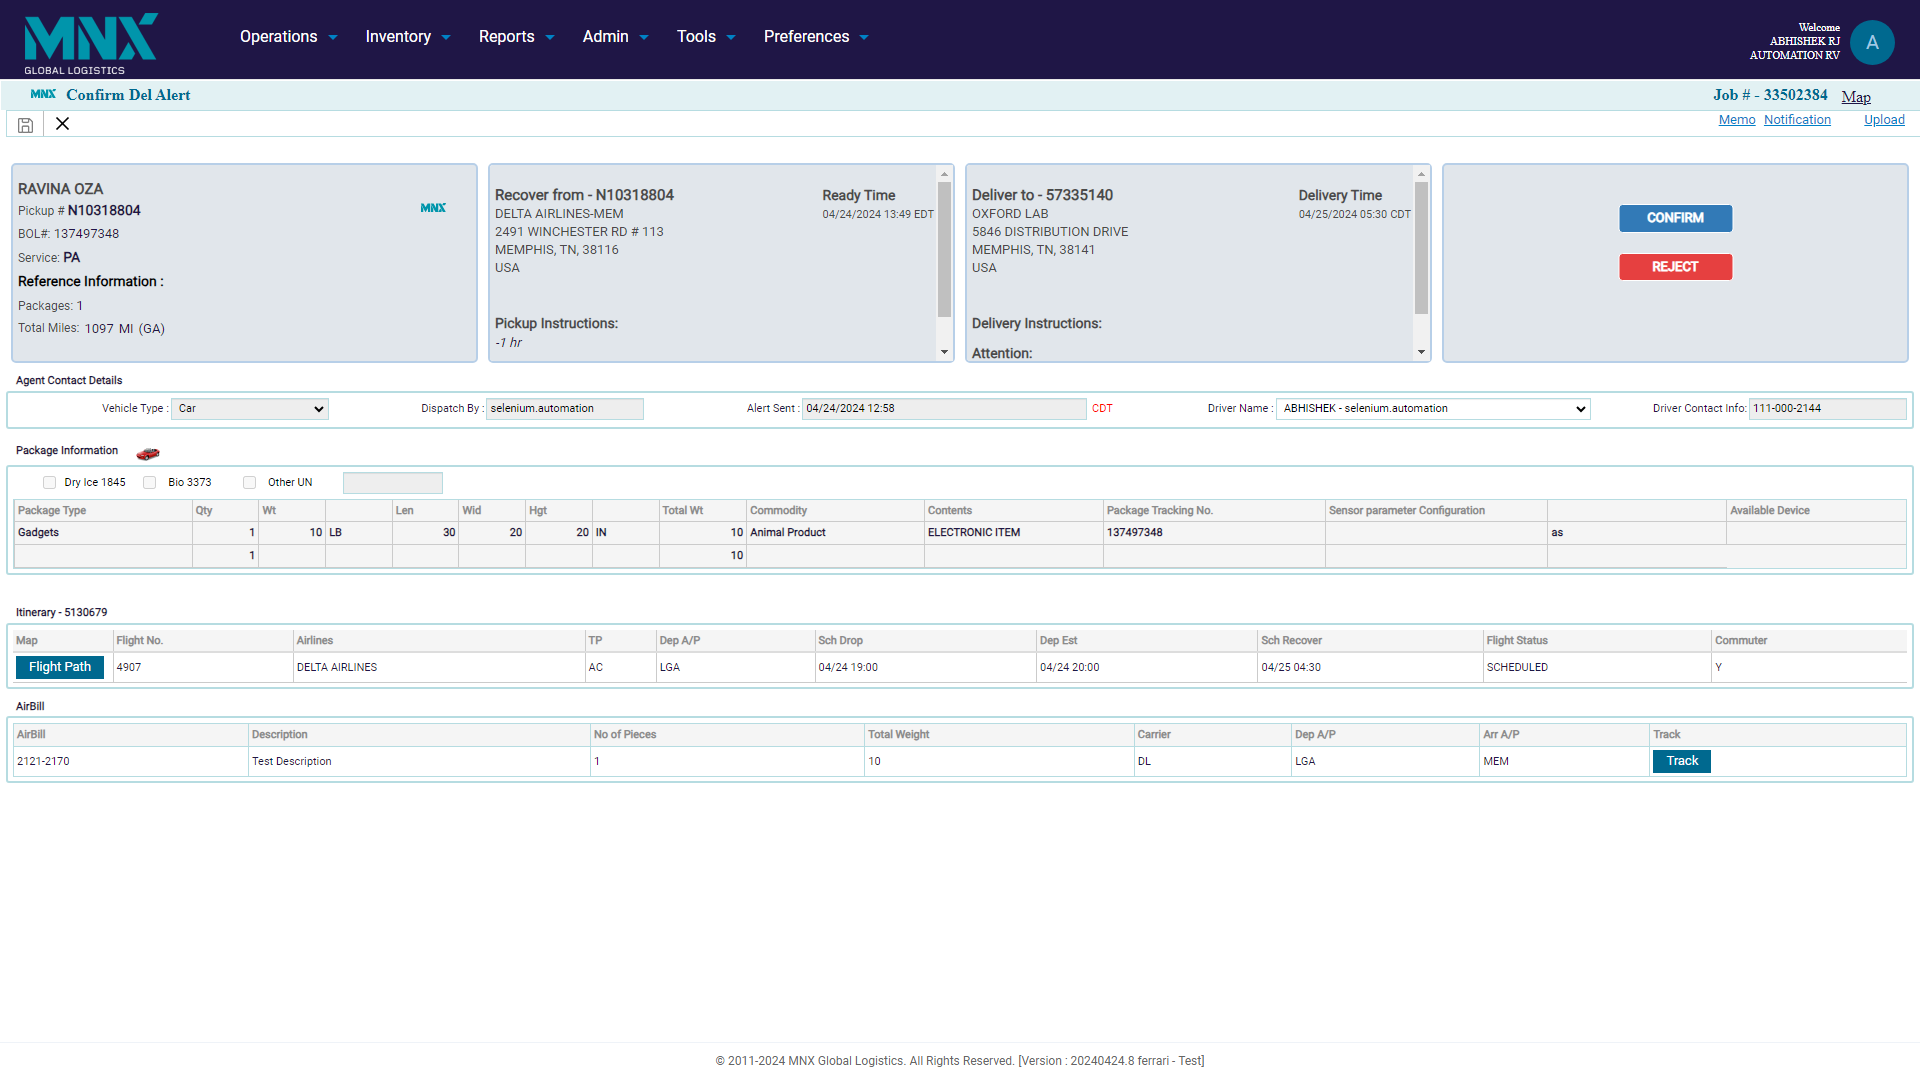 MNX
GLOBAL LOGISTICS
Operations Inventory Reports Admin Tools Preferences
Welcome
ABHISHEK RJ
AUTOMATION RV
A
MNX Confirm Del Alert
Job # - 33502384 Map
Memo Notification Upload
RAVINA OZA
Pickup # N10318804
MNX
BOL#: 137497348
Service: PA
Reference Information :
Packages: 1
Total Miles: 1097 MI (GA)
Recover from - N10318804 Ready Time
DELTA AIRLINES-MEM 04/24/2024 13:49 EDT
2491 WINCHESTER RD # 113
MEMPHIS, TN, 38116
USA
Pickup Instructions:
-1 hr
Deliver to - 57335140 Delivery Time
OXFORD LAB 04/25/2024 05:30 CDT
5846 DISTRIBUTION DRIVE
MEMPHIS, TN, 38141
USA
Delivery Instructions:
Attention:
CONFIRM
REJECT
Agent Contact Details
Vehicle Type : Car Dispatch By : selenium.automation Alert Sent : 04/24/2024 12:58 CDT Driver Name : ABHISHEK - selenium.automation Driver Contact Info: 111-000-2144
Package Information
Dry Ice 1845 Bio 3373 Other UN
Package Type Qty Wt Len Wid Hgt Total Wt Commodity Contents Package Tracking No. Sensor parameter Configuration Available Device
Gadgets 1 10 LB 30 20 20 IN 10 Animal Product ELECTRONIC ITEM 137497348 as
1 10
Itinerary - 5130679
Map Flight No. Airlines TP Dep A/P Sch Drop Dep Est Sch Recover Flight Status Commuter
Flight Path 4907 DELTA AIRLINES AC LGA 04/24 19:00 04/24 20:00 04/25 04:30 SCHEDULED Y
AirBill
AirBill Description No of Pieces Total Weight Carrier Dep A/P Arr A/P Track
2121-2170 Test Description 1 10 DL LGA MEM Track
© 2011-2024 MNX Global Logistics. All Rights Reserved. [Version : 20240424.8 ferrari - Test]